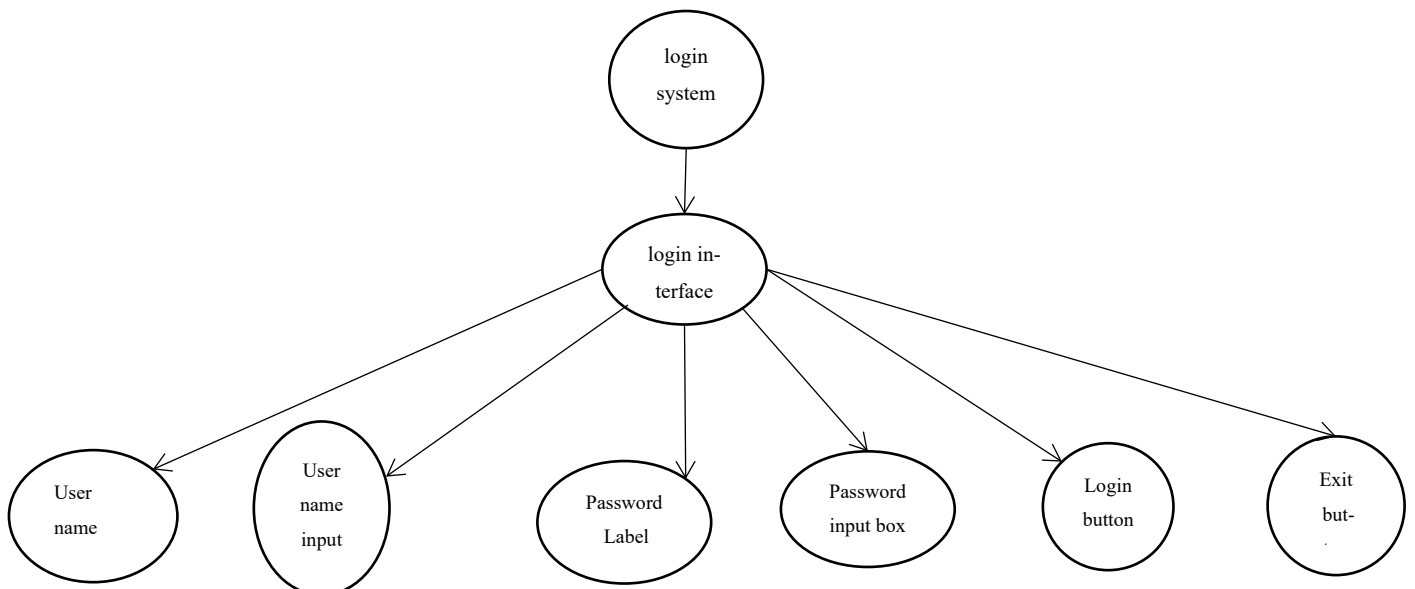 login
system
login in-
terface
User
name
User
name
input
Password
Label
Password
input box
Login
button
Exit
but-